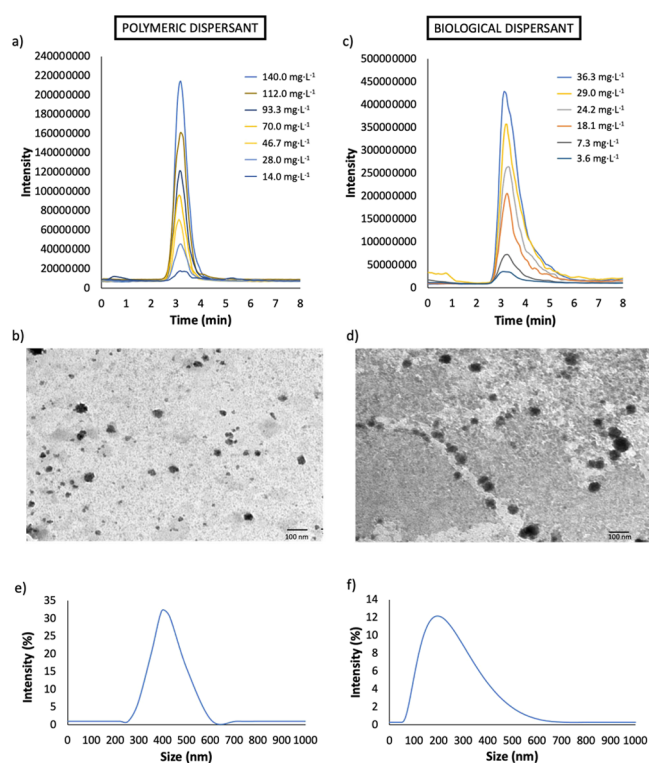 POLYMERIC DISPERSANT
BIOLOGICAL DISPERSANT
a)
240000000
220000000
200000000
180000000
160000000
140000000
120000000
100000000
80000000
60000000
40000000
20000000
0
Intensity
0 1 2 3 4 5 6 7 8
Time (min)
140.0 mg·L-1
112.0 mg·L-1
93.3 mg·L-1
70.0 mg·L-1
46.7 mg·L-1
28.0 mg·L-1
14.0 mg·L-1
c)
500000000
450000000
400000000
350000000
300000000
250000000
200000000
150000000
100000000
50000000
0
Intensity
0 1 2 3 4 5 6 7 8
Time (min)
36.3 mg·L-1
29.0 mg·L-1
24.2 mg·L-1
18.1 mg·L-1
7.3 mg·L-1
3.6 mg·L-1
b)
100 nm
d)
100 nm
e)
35
30
25
20
15
10
5
0
Intensity (%)
0 100 200 300 400 500 600 700 800 900 1000
Size (nm)
f)
14
12
10
8
6
4
2
0
Intensity (%)
0 100 200 300 400 500 600 700 800 900 1000
Size (nm)